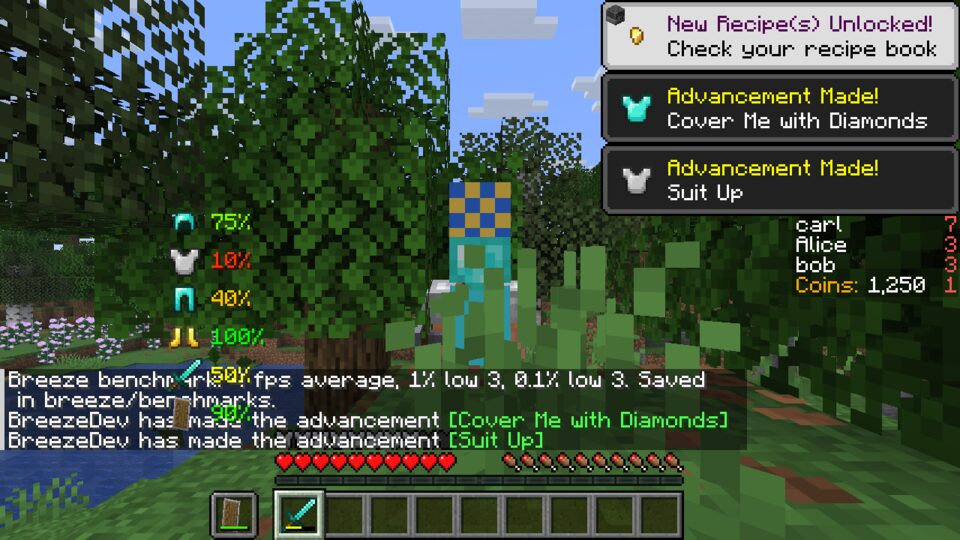 New Recipe(s) Unlocked!
Check your recipe book
Advancement Made!
Cover Me with Diamonds
Advancement Made!
Suit Up
carl 7
Alice 3
bob 3
Coins: 1,250 1
75%
10%
40%
100%
50%
90%
Breeze benchmark: fps average, 1% low 3, 0.1% low 3. Saved
in breeze/benchmarks.
BreezeDev has made the advancement [Cover Me with Diamonds]
BreezeDev has made the advancement [Suit Up]